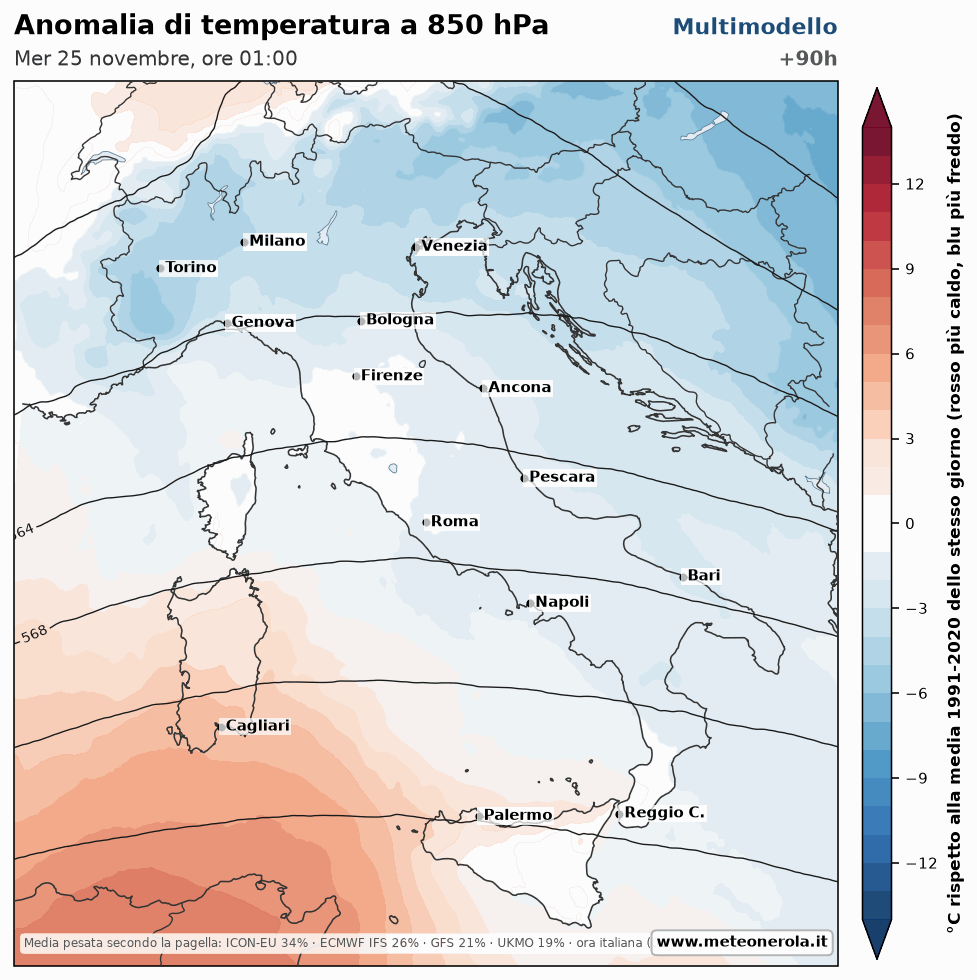 Anomalia di temperatura a 850 hPa
Multimodello
Mer 25 novembre, ore 01:00
+90h
Milano
Venezia
Torino
Genova
Bologna
Firenze
Ancona
Pescara
Roma
64
Bari
Napoli
568
Cagliari
Palermo
Reggio C.
12
9
6
3
0
−3
−6
−9
−12
°C rispetto alla media 1991-2020 dello stesso giorno (rosso più caldo, blu più freddo)
Media pesata secondo la pagella: ICON-EU 34% · ECMWF IFS 26% · GFS 21% · UKMO 19% · ora italiana (
www.meteonerola.it